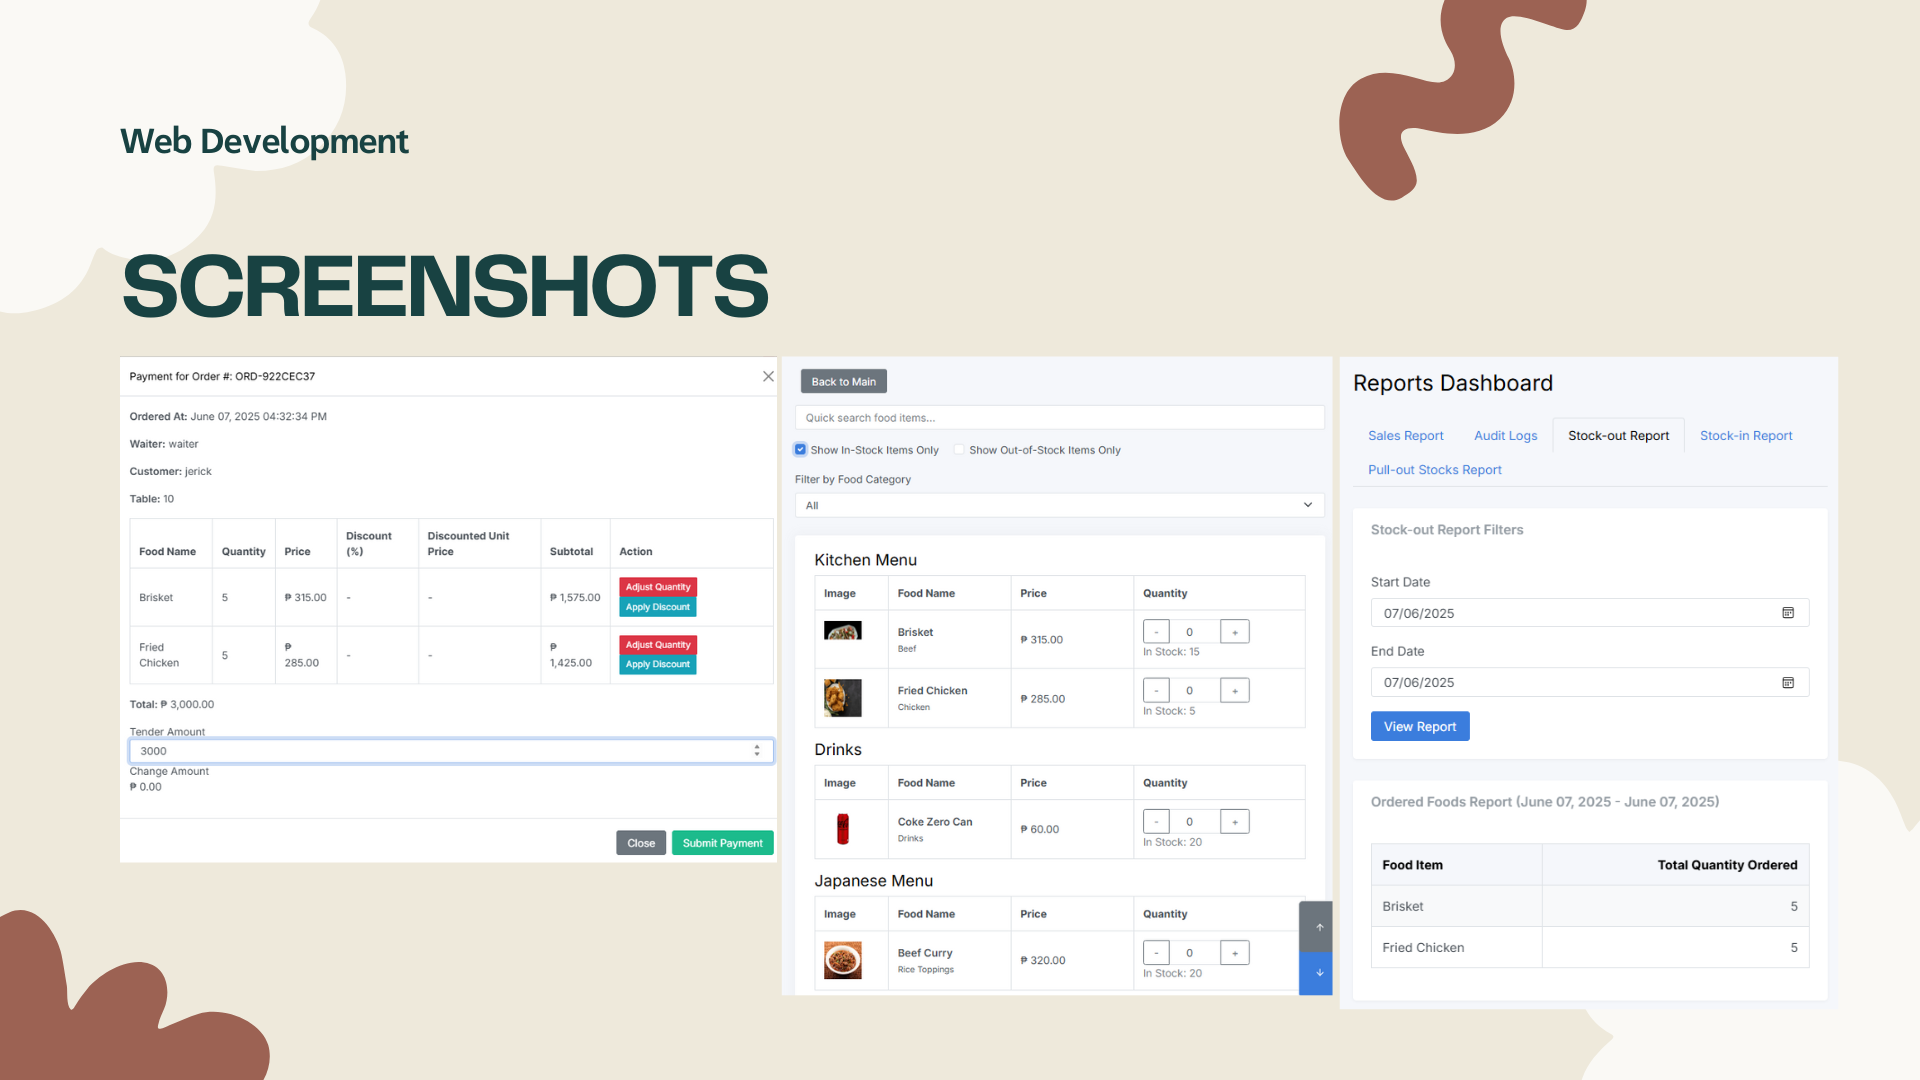 Web Development
SCREENSHOTS
Payment for Order #: ORD-922CEC37
Ordered At: June 07, 2025 04:32:34 PM
Waiter: waiter
Customer: jerick
Table: 10
Food Name Quantity Price Discount (%) Discounted Unit Price Subtotal Action
Brisket 5 ₱ 315.00 - - ₱ 1,575.00 Adjust Quantity
Apply Discount
Fried Chicken 5 ₱ 285.00 - - ₱ 1,425.00 Adjust Quantity
Apply Discount
Total: ₱ 3,000.00
Tender Amount
3000
Change Amount
₱ 0.00
Close Submit Payment
Back to Main
Quick search food items...
Show In-Stock Items Only Show Out-of-Stock Items Only
Filter by Food Category
All
Kitchen Menu
Image Food Name Price Quantity
Brisket
Beef
₱ 315.00
- 0 +
In Stock: 15
Fried Chicken
Chicken
₱ 285.00
- 0 +
In Stock: 5
Drinks
Image Food Name Price Quantity
Coke Zero Can
Drinks
₱ 60.00
- 0 +
In Stock: 20
Japanese Menu
Image Food Name Price Quantity
Beef Curry
Rice Toppings
₱ 320.00
- 0 +
In Stock: 20
Reports Dashboard
Sales Report Audit Logs Stock-out Report Stock-in Report
Pull-out Stocks Report
Stock-out Report Filters
Start Date
07/06/2025
End Date
07/06/2025
View Report
Ordered Foods Report (June 07, 2025 - June 07, 2025)
Food Item Total Quantity Ordered
Brisket 5
Fried Chicken 5